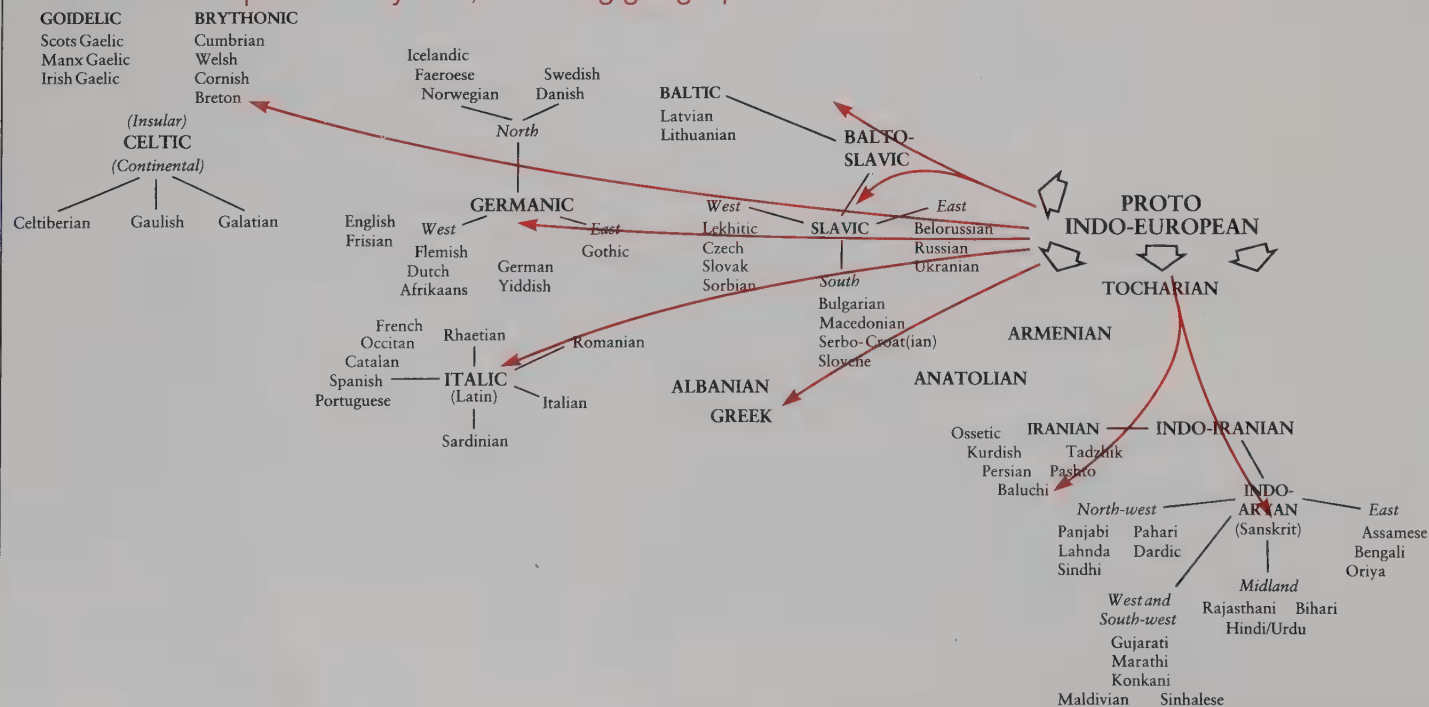 GOIDELIC
Scots Gaelic
Manx Gaelic
Irish Gaelic
BRYTHONIC
Cumbrian
Welsh
Cornish
Breton
(Insular)
CELTIC
(Continental)
Celtiberian
Gaulish
Galatian
Icelandic
Faeroese
Norwegian
Swedish
Danish
North
GERMANIC
West
East
English
Frisian
Flemish
Dutch
Afrikaans
German
Yiddish
Gothic
BALTIC
Latvian
Lithuanian
BALTO-
SLAVIC
West
Lekhitic
Czech
Slovak
Sorbian
SLAVIC
East
Belorussian
Russian
Ukranian
South
Bulgarian
Macedonian
Serbo-Croat(ian)
Slovene
PROTO
INDO-EUROPEAN
TOCHARIAN
ARMENIAN
ANATOLIAN
ALBANIAN
GREEK
French
Occitan
Catalan
Spanish
Portuguese
Rhaetian
Romanian
ITALIC
(Latin)
Italian
Sardinian
IRANIAN
INDO-IRANIAN
Ossetic
Kurdish
Tadzhik
Persian
Pashto
Baluchi
INDO-
ARYAN
(Sanskrit)
North-west
Panjabi
Pahari
Lahnda
Dardic
Sindhi
East
Assamese
Bengali
Oriya
Midland
Rajasthani
Bihari
Hindi/Urdu
West and
South-west
Gujarati
Marathi
Konkani
Maldivian
Sinhalese